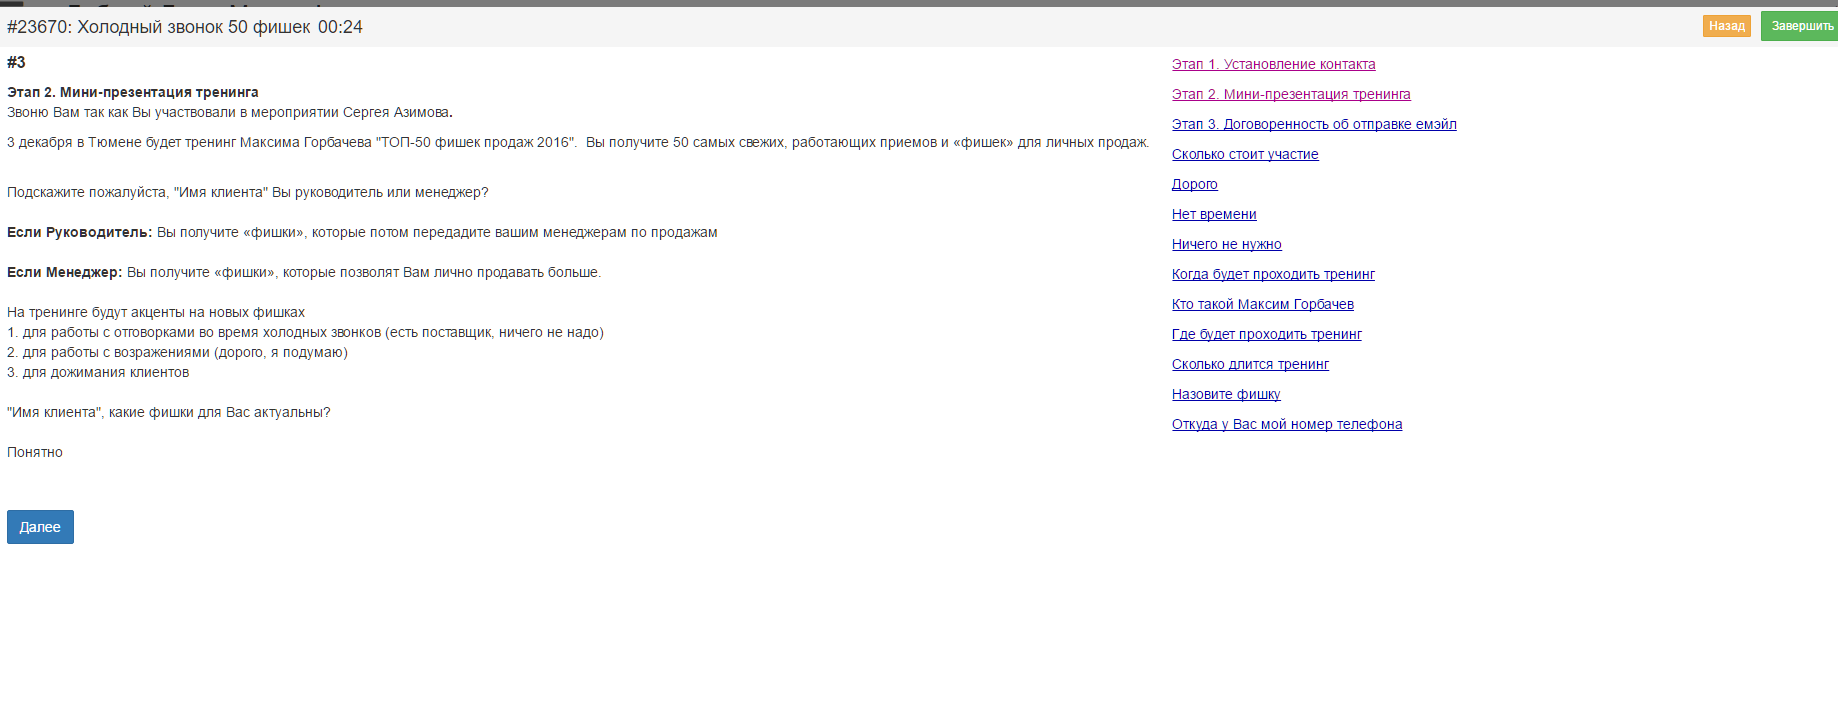 #23670: Холодный звонок 50 фишек 00:24
Назад
Завершить
#3
Этап 2. Мини-презентация тренинга
Звоню Вам так как Вы участвовали в мероприятии Сергея Азимова.
3 декабря в Тюмене будет тренинг Максима Горбачева "ТОП-50 фишек продаж 2016". Вы получите 50 самых свежих, работающих приемов и «фишек» для личных продаж.
Подскажите пожалуйста, "Имя клиента" Вы руководитель или менеджер?
Если Руководитель: Вы получите «фишки», которые потом передадите вашим менеджерам по продажам
Если Менеджер: Вы получите «фишки», которые позволят Вам лично продавать больше.
На тренинге будут акценты на новых фишках
1. для работы с отговорками во время холодных звонков (есть поставщик, ничего не надо)
2. для работы с возражениями (дорого, я подумаю)
3. для дожимания клиентов
"Имя клиента", какие фишки для Вас актуальны?
Понятно
Далее
Этап 1. Установление контакта
Этап 2. Мини-презентация тренинга
Этап 3. Договоренность об отправке емэйл
Сколько стоит участие
Дорого
Нет времени
Ничего не нужно
Когда будет проходить тренинг
Кто такой Максим Горбачев
Где будет проходить тренинг
Сколько длится тренинг
Назовите фишку
Откуда у Вас мой номер телефона